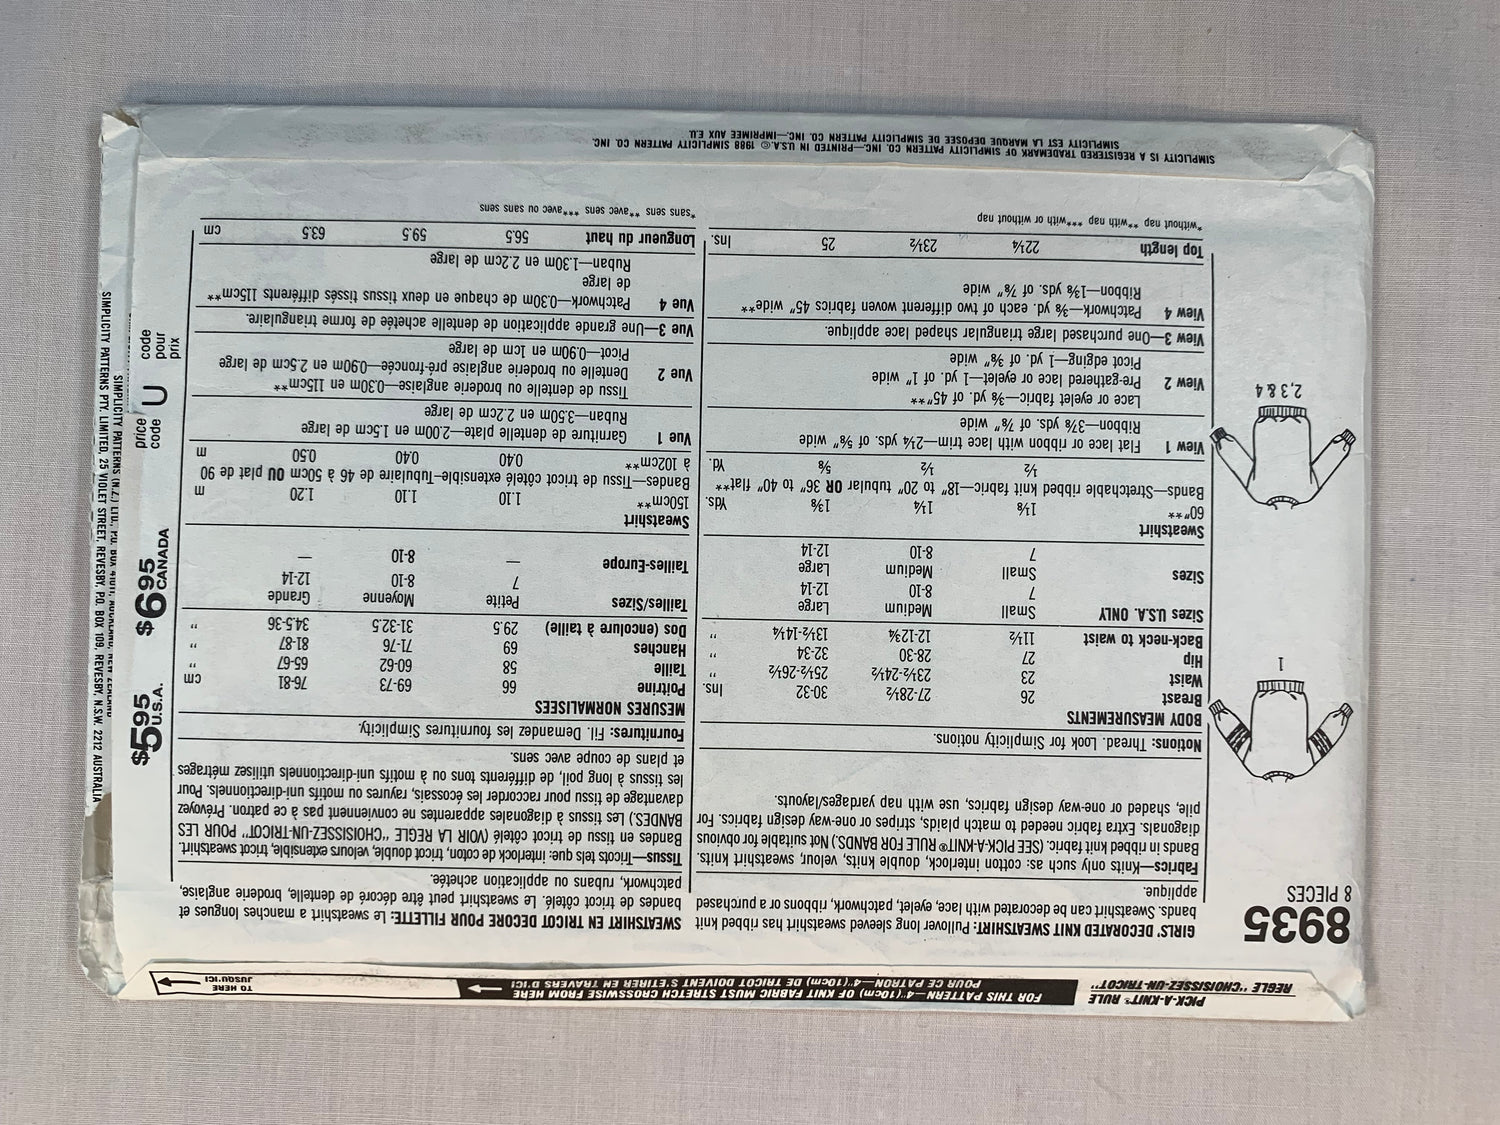 PICK-A-KNIT® RULE
REGLE "CHOISISSEZ-UN-TRICOT"
FOR THIS PATTERN—4" (10cm) OF KNIT FABRIC MUST STRETCH CROSSWISE FROM HERE
POUR CE PATRON—4" (10cm) DE TRICOT DOIVENT S'ETIRER EN TRAVERS D'ICI
TO HERE
JUSQU'ICI
8935
8 PIECES
GIRLS' DECORATED KNIT SWEATSHIRT: Pullover long sleeved sweatshirt has ribbed knit
bands. Sweatshirt can be decorated with lace, eyelet, patchwork, ribbons or a purchased
applique.
Fabrics—Knits only such as: cotton interlock, double knits, velour, sweatshirt knits.
Bands in ribbed knit fabric. (SEE PICK-A-KNIT® RULE FOR BANDS.) Not suitable for obvious
diagonals. Extra fabric needed to match plaids, stripes or one-way design fabrics. For
pile, shaded or one-way design fabrics, use with nap yardages/layouts.
Notions: Thread. Look for Simplicity notions.
BODY MEASUREMENTS
Breast 26 27-28½ 30-32 Ins.
Waist 23 23½-24½ 25½-26½ "
Hip 27 28-30 32-34 "
Back-neck to waist 11½ 12-12¾ 13½-14¼ "
Sizes U.S.A. ONLY Small Medium Large
7 8-10 12-14
Sizes Small Medium Large
7 8-10 12-14
Sweatshirt
60"** 1⅛ 1¼ 1⅜ Yds.
Bands—Stretchable ribbed knit fabric—18" to 20" tubular OR 36" to 40" flat**
½ ½ ⅝ Yd.
View 1 Flat lace or ribbon with lace trim—2¼ yds. of ⅝" wide
Ribbon—3⅞ yds. of ⅞" wide
View 2 Lace or eyelet fabric—⅜ yd. of 45"**
Pre-gathered lace or eyelet—1 yd. of 1" wide
Picot edging—1 yd. of ⅜" wide
View 3—One purchased large triangular shaped lace applique.
View 4 Patchwork—⅜ yd. each of two different woven fabrics 45" wide**
Ribbon—1⅜ yds. of ⅞" wide
Top length 22¼ 23½ 25 Ins.
*without nap **with nap ***with or without nap
SWEATSHIRT EN TRICOT DECORE POUR FILLETTE: Le sweatshirt a manches longues et
bandes de tricot côtelé. Le sweatshirt peut être décoré de dentelle, broderie anglaise,
patchwork, rubans ou application achetée.
Tissus—Tricots tels que: interlock de coton, tricot double, velours extensible, tricot sweatshirt.
Bandes en tissu de tricot côtelé (VOIR LA REGLE "CHOISISSEZ-UN-TRICOT" POUR LES
BANDES.) Les tissus à diagonales apparentes ne conviennent pas à ce patron. Prévoyez
davantage de tissu pour raccorder les écossais, rayures ou motifs uni-directionnels. Pour
les tissus à long poil, de différents tons ou à motifs uni-directionnels utilisez métrages
et plans de coupe avec sens.
Fournitures: Fil. Demandez les fournitures Simplicity.
MESURES NORMALISEES
Poitrine 66 69-73 76-81 cm
Taille 58 60-62 65-67 "
Hanches 69 71-76 81-87 "
Dos (encolure à taille) 29.5 31-32.5 34.5-36 "
Tailles/Sizes Petite Moyenne Grande
7 8-10 12-14
Tailles-Europe — 8-10 —
Sweatshirt
150cm** 1.10 1.10 1.20 m
Bandes—Tissu de tricot côtelé extensible—Tubulaire de 46 à 50cm OU plat de 90
à 102cm** 0.40 0.40 0.50 m
Vue 1 Garniture de dentelle plate—2.00m en 1.5cm de large
Ruban—3.50m en 2.2cm de large
Vue 2 Tissu de dentelle ou broderie anglaise—0.30m en 115cm**
Dentelle ou broderie anglaise pré-froncée—0.90m en 2.5cm de large
Picot—0.90m en 1cm de large
Vue 3—Une grande application de dentelle achetée de forme triangulaire.
Vue 4 Patchwork—0.30m de chaque en deux tissus tissés différents 115cm**
de large
Ruban—1.30m en 2.2cm de large
Longueur du haut 56.5 59.5 63.5 cm
*sans sens **avec sens ***avec ou sans sens
1
2, 3 & 4
SIMPLICITY IS A REGISTERED TRADEMARK OF SIMPLICITY PATTERN CO. INC.—PRINTED IN U.S.A.© 1988 SIMPLICITY PATTERN CO. INC.
SIMPLICITY EST LA MARQUE DEPOSEE DE SIMPLICITY PATTERN CO. INC.—IMPRIMEE AUX E.U.
$5.95 U.S.A.
$6.95 CANADA
price code
U
code pour prix
SIMPLICITY PATTERNS (N.Z.) LTD., P.O. BOX
SIMPLICITY PATTERNS PTY. LIMITED, 25 VIOLET STREET, REVESBY, P.O. BOX 109, REVESBY, N.S.W. 2212 AUSTRALIA